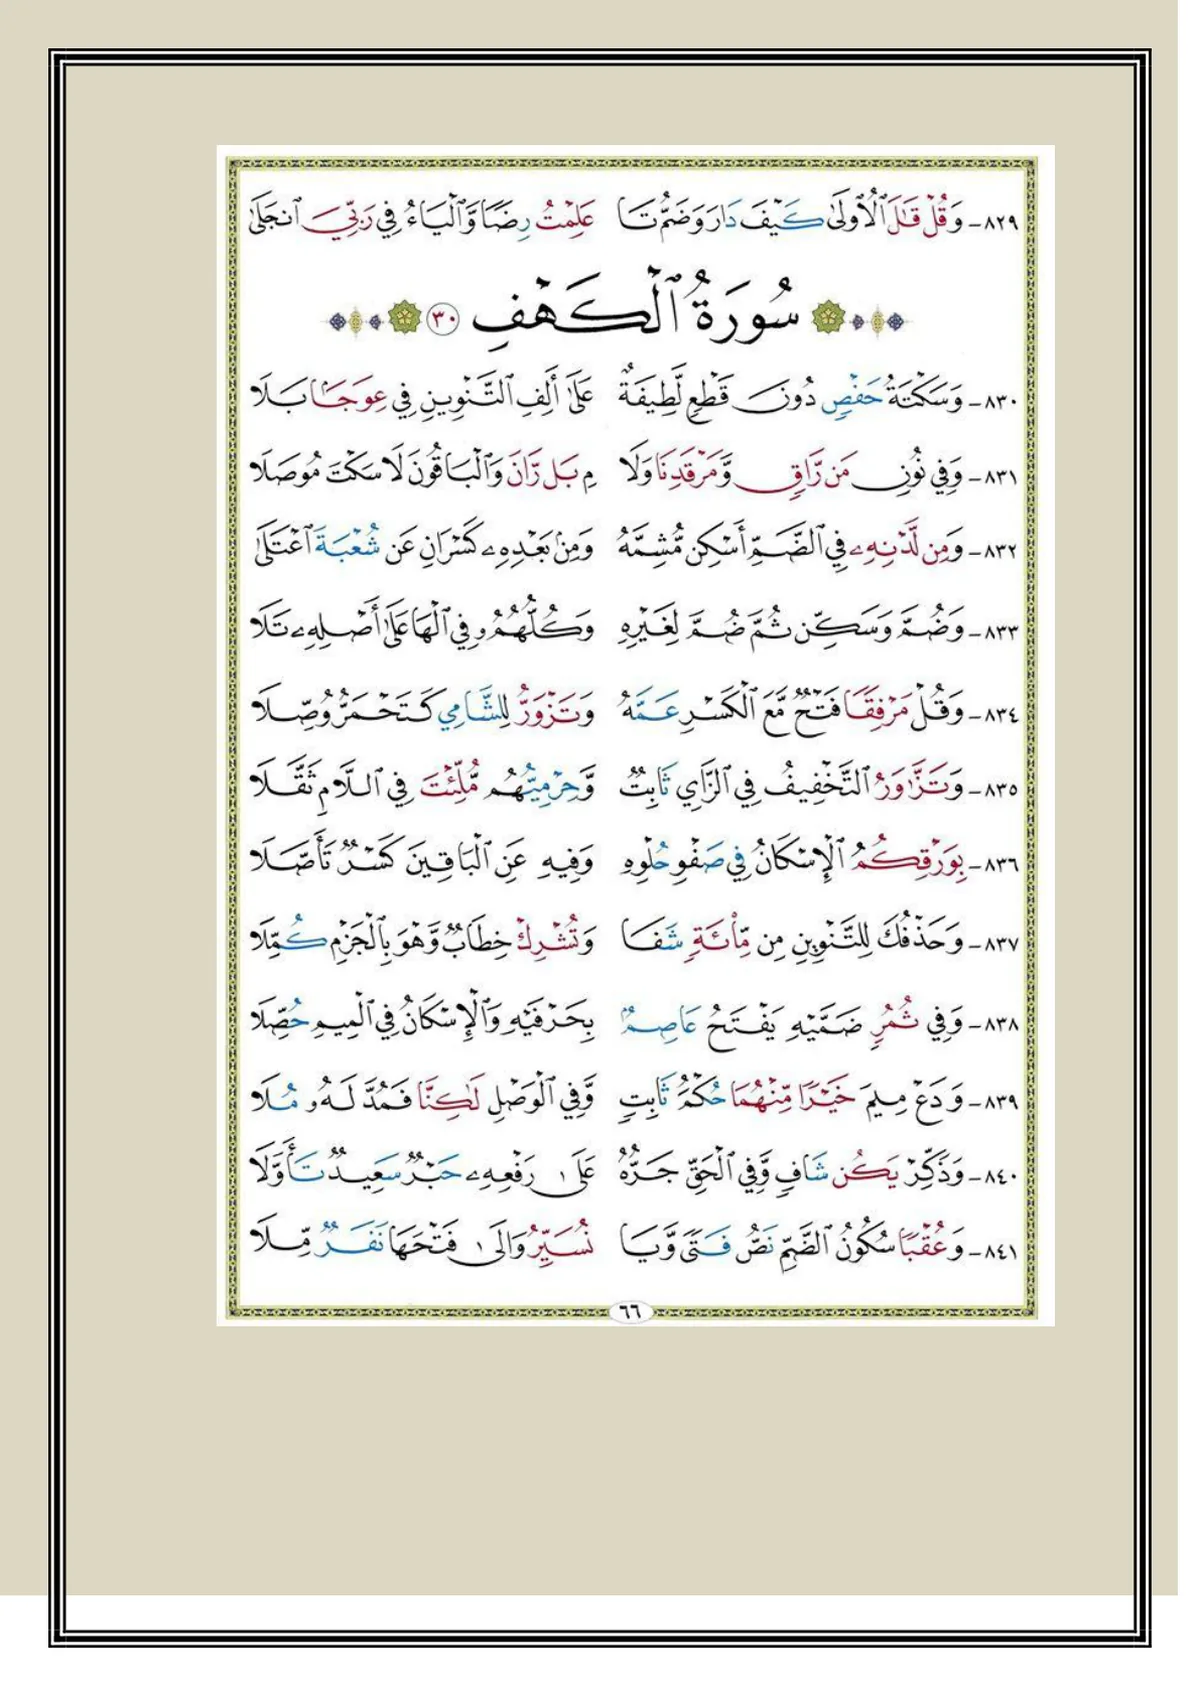 ٨٢٩- وَقُلْ قَالَ ٱلْأُولَىٰ كَيْفَ دَارَ وَضَمُّ تَا عَلِمْتُ رِضًا وَّٱلْيَاءُ فِي رَبِّيَ ٱنجَلَىٰ
سُورَةُ ٱلْكَهْفِ ٣٠
٨٣٠- وَسَكْتَةُ حَفْصٍ دُونَ قَطْعٍ لَّطِيفَةٌ عَلَىٰ أَلِفِ ٱلتَّنْوِينِ فِي عِوَجَا بَلَا
٨٣١- وَفِي نُونِ مَن رَّاقٍ وَّمَرْقَدِنَا وَلَا مِ بَل رَّانَ وَٱلْبَاقُونَ لَا سَكْتَ مُوصَلَا
٨٣٢- وَمِن لَّدْنِهِۦ فِي ٱلضَّمِّ أَسْكِن مُّشِمَّهُ وَمِنۢ بَعْدِهِۦ كَسْرَانِ عَن شُعْبَةَ ٱعْتَلَىٰ
٨٣٣- وَضُمَّ وَسَكِّن ثُمَّ ضُمَّ لِغَيْرِهِ وَكُلُّهُمُۥ فِي ٱلْهَا عَلَىٰ أَصْلِهِۦ تَلَا
٨٣٤- وَقُلْ مَرْفِقًا فَتْحٌ مَّعَ ٱلْكَسْرِ عَمَّهُ وَتَزْوَرُّ لِلشَّامِي كَتَحْمَرُّ وُصِّلَا
٨٣٥- وَتَزَّاوَرُ ٱلتَّخْفِيفُ فِي ٱلزَّايِ ثَابِتٌ وَّحِرْمِيُّهُم مُّلِّئْتَ فِي ٱللَّامِ ثَقَّلَا
٨٣٦- بِوَرْقِكُمُ ٱلْإِسْكَانُ فِي صَفْوِ حُلْوِهِ وَفِيهِ عَنِ ٱلْبَاقِينَ كَسْرٌ تَأَصَّلَا
٨٣٧- وَحَذْفُكَ لِلتَّنْوِينِ مِن مِّاْئَةٍ شَفَا وَتُشْرِكْ خِطَابٌ وَّهْوَ بِٱلْجَزْمِ كُمِّلَا
٨٣٨- وَفِي ثُمُرٍ ضَمَّيْهِ يَفْتَحُ عَاصِمٌ بِحَرْفَيْهِ وَٱلْإِسْكَانُ فِي ٱلْمِيمِ حُصِّلَا
٨٣٩- وَدَعْ مِيمَ خَيْرًا مِّنْهُمَا حُكْمُ ثَابِتٍ وَّفِي ٱلْوَصْلِ لَٰكِنَّا فَمُدَّ لَهُۥ مُلَا
٨٤٠- وَذَكِّرْ يَكُن شَافٍ وَّفِي ٱلْحَقِّ جَرُّهُ عَلَىٰ رَفْعِهِۦ حَبْرٌ سَعِيدٌ تَأَوَّلَا
٨٤١- وَعُقْبًا سُكُونُ ٱلضَّمِّ نَصُّ فَتًى وَّيَا نُسَيِّرُ وَالَىٰ فَتْحَهَا نَفَرٌ مِّلَا
٦٦